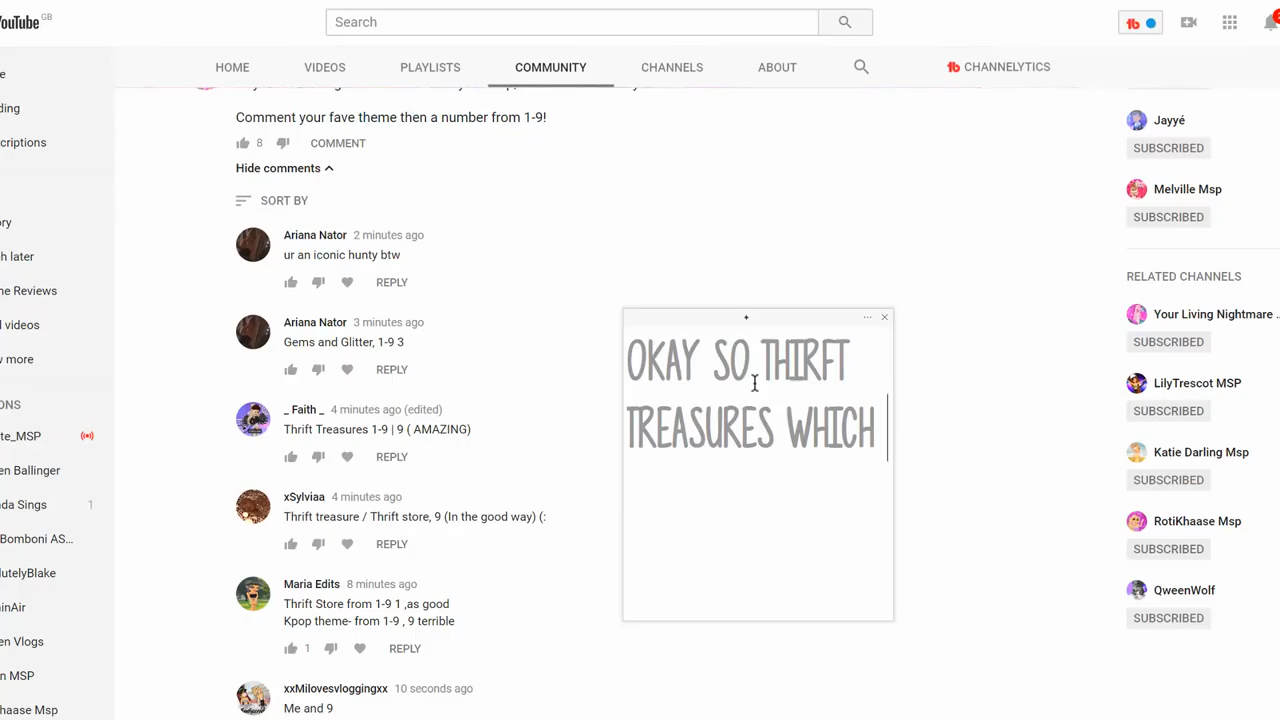 YouTube GB
Search
HOME
VIDEOS
PLAYLISTS
COMMUNITY
CHANNELS
ABOUT
CHANNELYTICS
Comment your fave theme then a number from 1-9!
8
COMMENT
Hide comments
SORT BY
Ariana Nator 2 minutes ago
ur an iconic hunty btw
REPLY
Ariana Nator 3 minutes ago
Gems and Glitter, 1-9 3
REPLY
_ Faith _ 4 minutes ago (edited)
Thrift Treasures 1-9 | 9 ( AMAZING)
REPLY
xSylviaa 4 minutes ago
Thrift treasure / Thrift store, 9 (In the good way) (:
REPLY
Maria Edits 8 minutes ago
Thrift Store from 1-9 1 ,as good
Kpop theme- from 1-9 , 9 terrible
1
REPLY
xxMilovesvloggingxx 10 seconds ago
Me and 9
OKAY SO THIRFT
TREASURES WHICH
e
ding
criptions
ory
h later
ne Reviews
l videos
w more
ONS
te_MSP
en Ballinger
nda Sings 1
Bomboni AS...
lutelyBlake
ninAir
en Vlogs
n MSP
haase Msp
Jayyé
SUBSCRIBED
Melville Msp
SUBSCRIBED
RELATED CHANNELS
Your Living Nightmare ..
SUBSCRIBED
LilyTrescot MSP
SUBSCRIBED
Katie Darling Msp
SUBSCRIBED
RotiKhaase Msp
SUBSCRIBED
QweenWolf
SUBSCRIBED